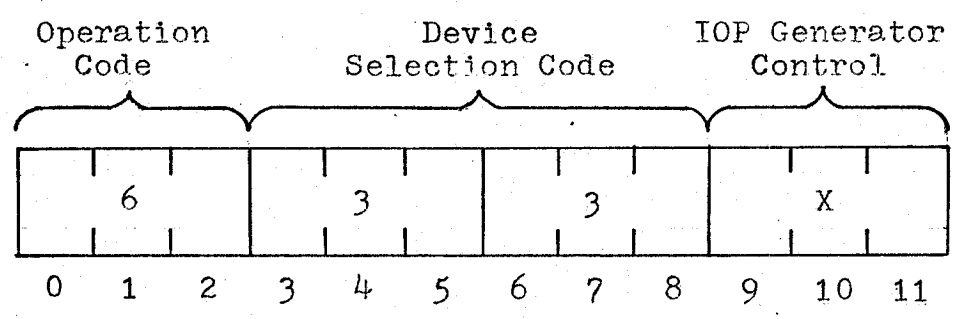 Operation Device IOP Generator
Code Selection Code Control
6 3 3 X
0 1 2 3 4 5 6 7 8 9 10 11